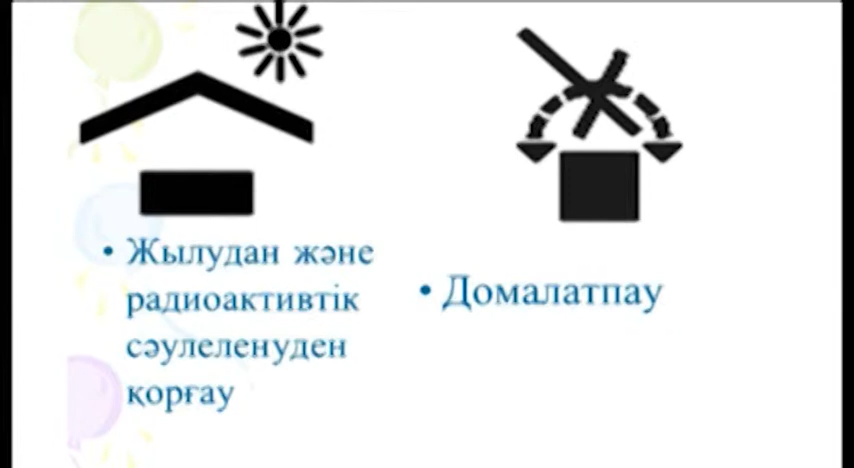 • Жылудан және
радиоактивтік
сәулеленуден
қорғау
• Домалатпау